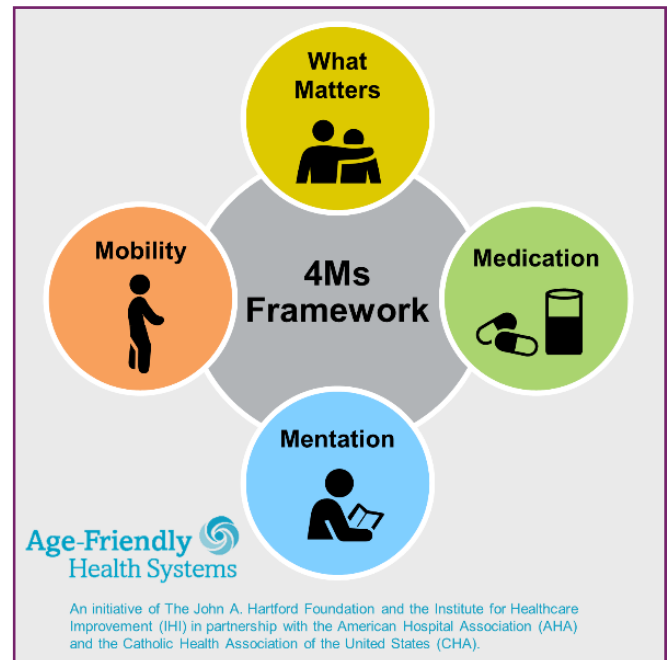 What
Matters
Mobility
4Ms
Framework
Medication
Mentation
Age-Friendly
Health Systems
An initiative of The John A. Hartford Foundation and the Institute for Healthcare
Improvement (IHI) in partnership with the American Hospital Association (AHA)
and the Catholic Health Association of the United States (CHA).